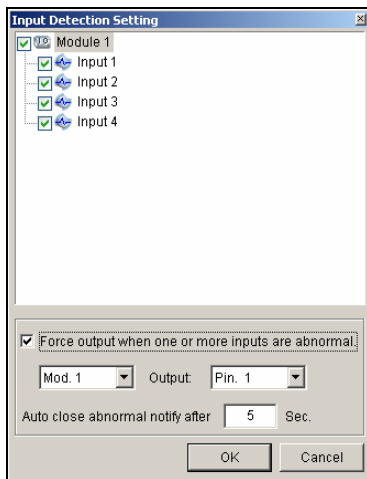 Input Detection Setting
Module 1
Input 1
Input 2
Input 3
Input 4
Force output when one or more inputs are abnormal.
Mod. 1 Output: Pin. 1
Auto close abnormal notify after 5 Sec.
OK Cancel